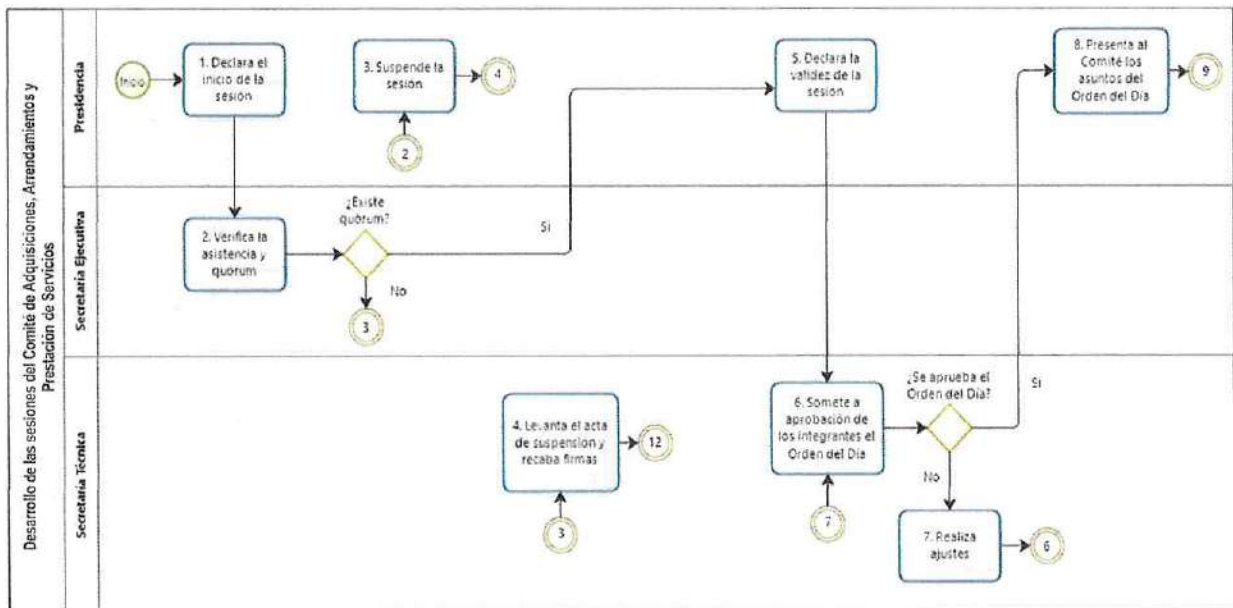 Desarrollo de las sesiones del Comité de Adquisiciones, Arrendamientos y
Prestación de Servicios
Presidencia
Inicio
1. Declara el
inicio de la
sesión
3. Suspende la
sesión
4
2
5. Declara la
validez de la
sesión
8. Presenta al
Comité los
asuntos del
Orden del Día
9
Secretaría Ejecutiva
2. Verifica la
asistencia y
quórum
¿Existe
quórum?
Si
No
3
Secretaría Técnica
4. Levanta el acta
de suspensión y
recaba firmas
12
3
6. Somete a
aprobación de
los integrantes el
Orden del Día
7
¿Se aprueba el
Orden del Día?
Si
No
7. Realiza
ajustes
6